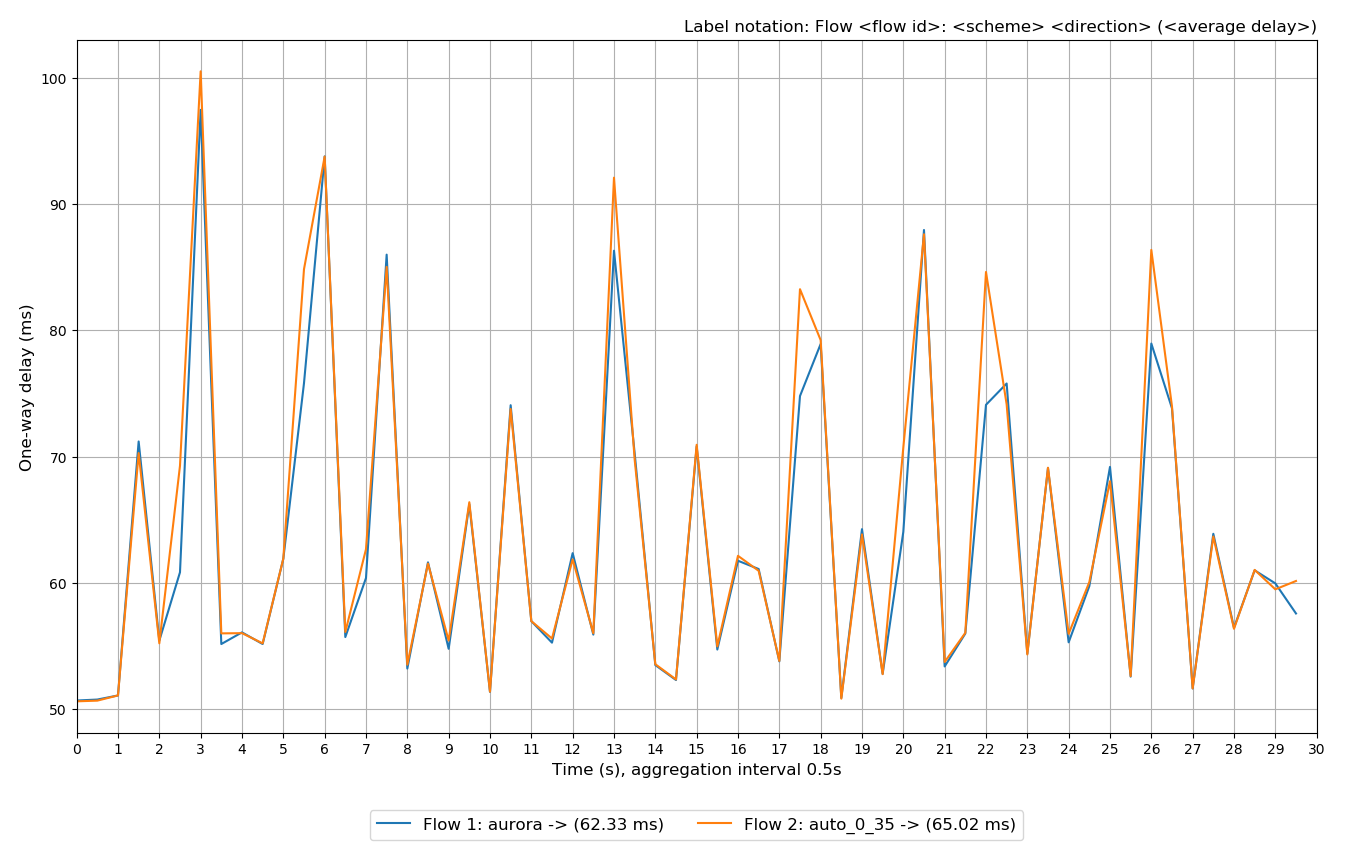 Label notation: Flow <flow id>: <scheme> <direction> (<average delay>)
100
90
80
70
60
50
One-way delay (ms)
0 1 2 3 4 5 6 7 8 9 10 11 12 13 14 15 16 17 18 19 20 21 22 23 24 25 26 27 28 29 30
Time (s), aggregation interval 0.5s
Flow 1: aurora -> (62.33 ms) Flow 2: auto_0_35 -> (65.02 ms)